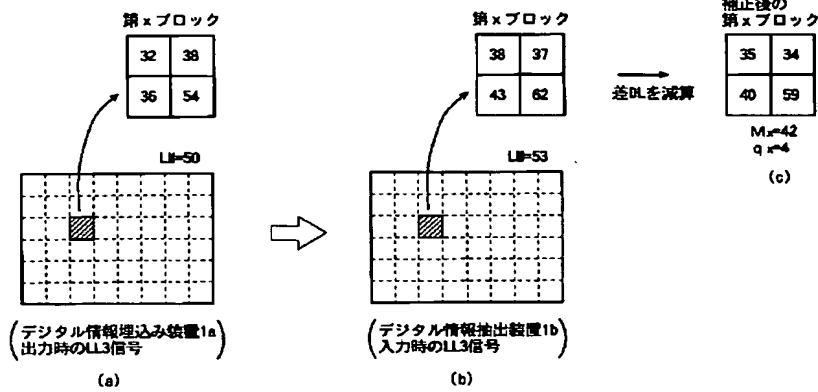 第xブロック
32 38
36 54
LM=50
(デジタル情報埋込み装置1a
出力時のLL3信号)
(a)
第xブロック
38 37
43 62
LM=53
(デジタル情報抽出装置1b
入力時のLL3信号)
(b)
差DLを減算
補正後の
第xブロック
35 34
40 59
Mx=42
qx=4
(c)